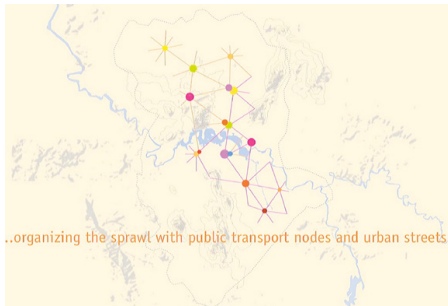 ..organizing the sprawl with public transport nodes and urban streets